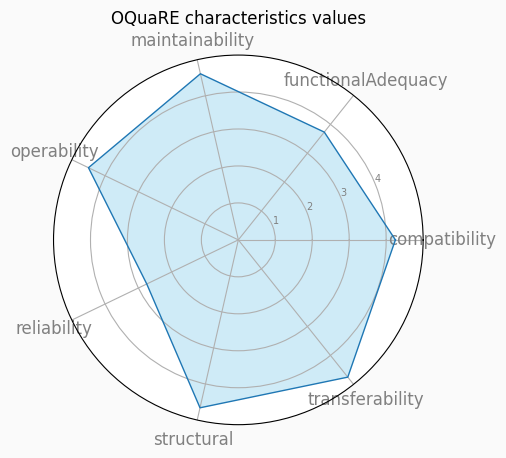 OQuaRE characteristics values
maintainability
functionalAdequacy
operability
4
3
2
1
compatibility
reliability
transferability
structural